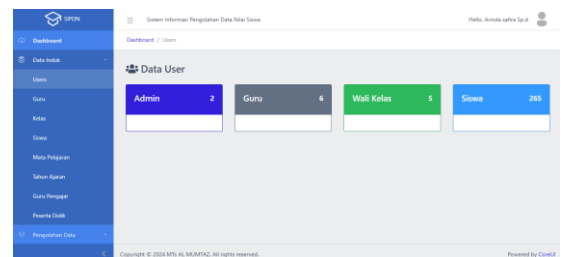 SIPDN
Sistem Informasi Pengolahan Data Nilai Siswa
Hello, Arinda safira Sp.d
Dashboard
Data Induk
Users
Guru
Kelas
Siswa
Mata Pelajaran
Tahun Ajaran
Guru Pengajar
Peserta Didik
Pengolahan Data
Dashboard / Users
Data User
Admin 2
Guru 6
Wali Kelas 5
Siswa 265
Copyright © 2024 MTs AL MUMTAZ. All rights reserved.
Powered by CoreUI